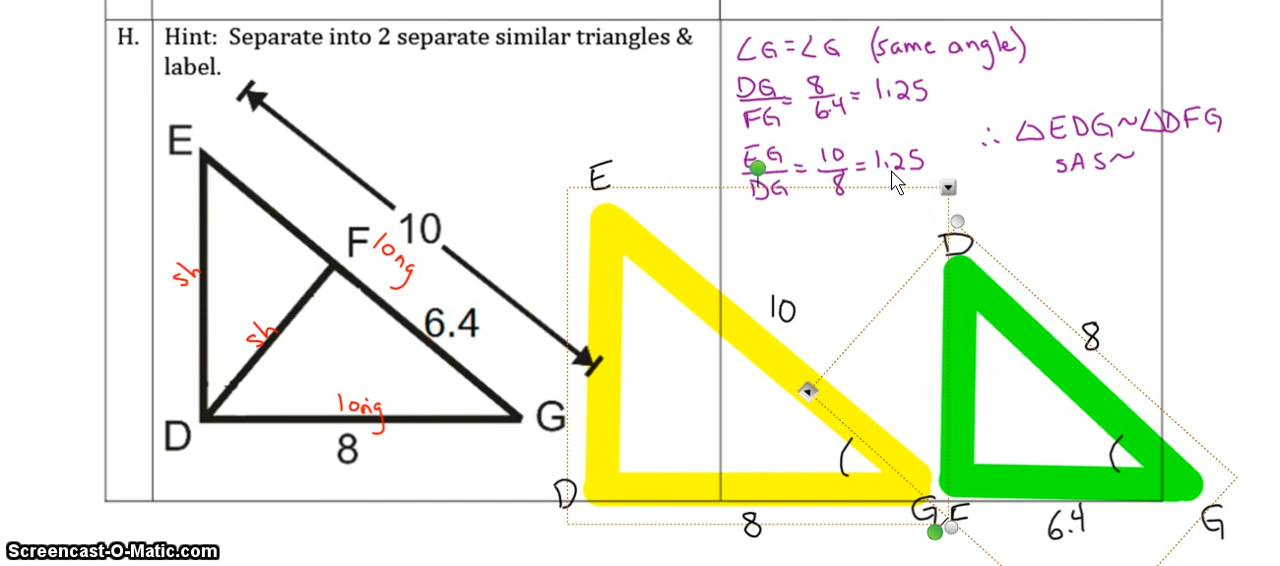 H. Hint: Separate into 2 separate similar triangles &
label.
∠G = ∠G (same angle)
DG/FG = 8/6.4 = 1.25
EG/DG = 10/8 = 1.25
∴ △EDG ~ △DFG
SAS~
E
F
long
10
sh
sh
6.4
long
D
8
G
E
10
D
8
G
D
8
F
6.4
G
Screencast-O-Matic.com